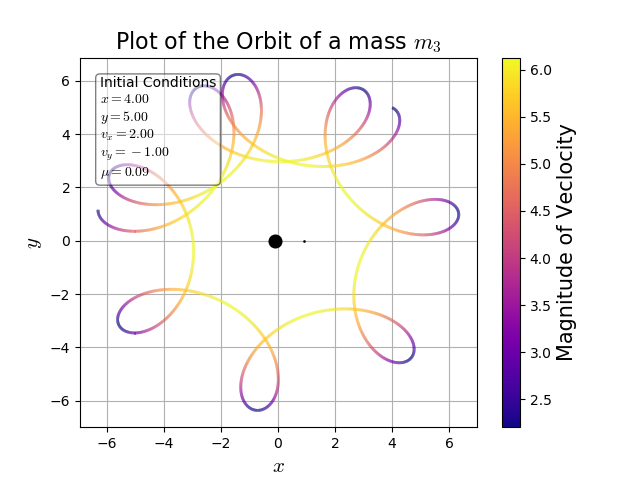 Plot of the Orbit of a mass m₃
Initial Conditions
x = 4.00
y = 5.00
vₓ = 2.00
v_y = −1.00
μ = 0.09
6
4
2
0
−2
−4
−6
y
−6
−4
−2
0
2
4
6
x
6.0
5.5
5.0
4.5
4.0
3.5
3.0
2.5
Magnitude of Veclocity